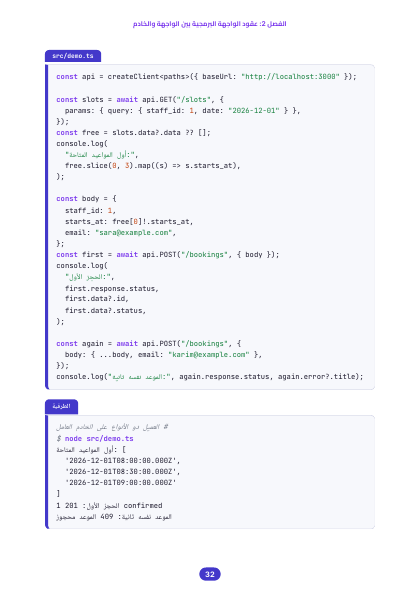 الفصل 2: عقود الواجهة البرمجية بين الواجهة والخادم
src/demo.ts
const api = createClient<paths>({ baseUrl: "http://localhost:3000" });
const slots = await api.GET("/slots", {
params: { query: { staff_id: 1, date: "2026-12-01" } },
});
const free = slots.data?.data ?? [];
console.log(
"أول المواعيد المتاحة:",
free.slice(0, 3).map((s) => s.starts_at),
);
const body = {
staff_id: 1,
starts_at: free[0]!.starts_at,
email: "sara@example.com",
};
const first = await api.POST("/bookings", { body });
console.log(
"الحجز الأول:",
first.response.status,
first.data?.id,
first.data?.status,
);
const again = await api.POST("/bookings", {
body: { ...body, email: "karim@example.com" },
});
console.log("الموعد نفسه ثانية:", again.response.status, again.error?.title);
الطرفية
# العميل ذو الأنواع على الخادم العامل
$ node src/demo.ts
أول المواعيد المتاحة: [
'2026-12-01T08:00:00.000Z',
'2026-12-01T08:30:00.000Z',
'2026-12-01T09:00:00.000Z'
]
الحجز الأول: 201 1 confirmed
الموعد نفسه ثانية: 409 الموعد محجوز
32